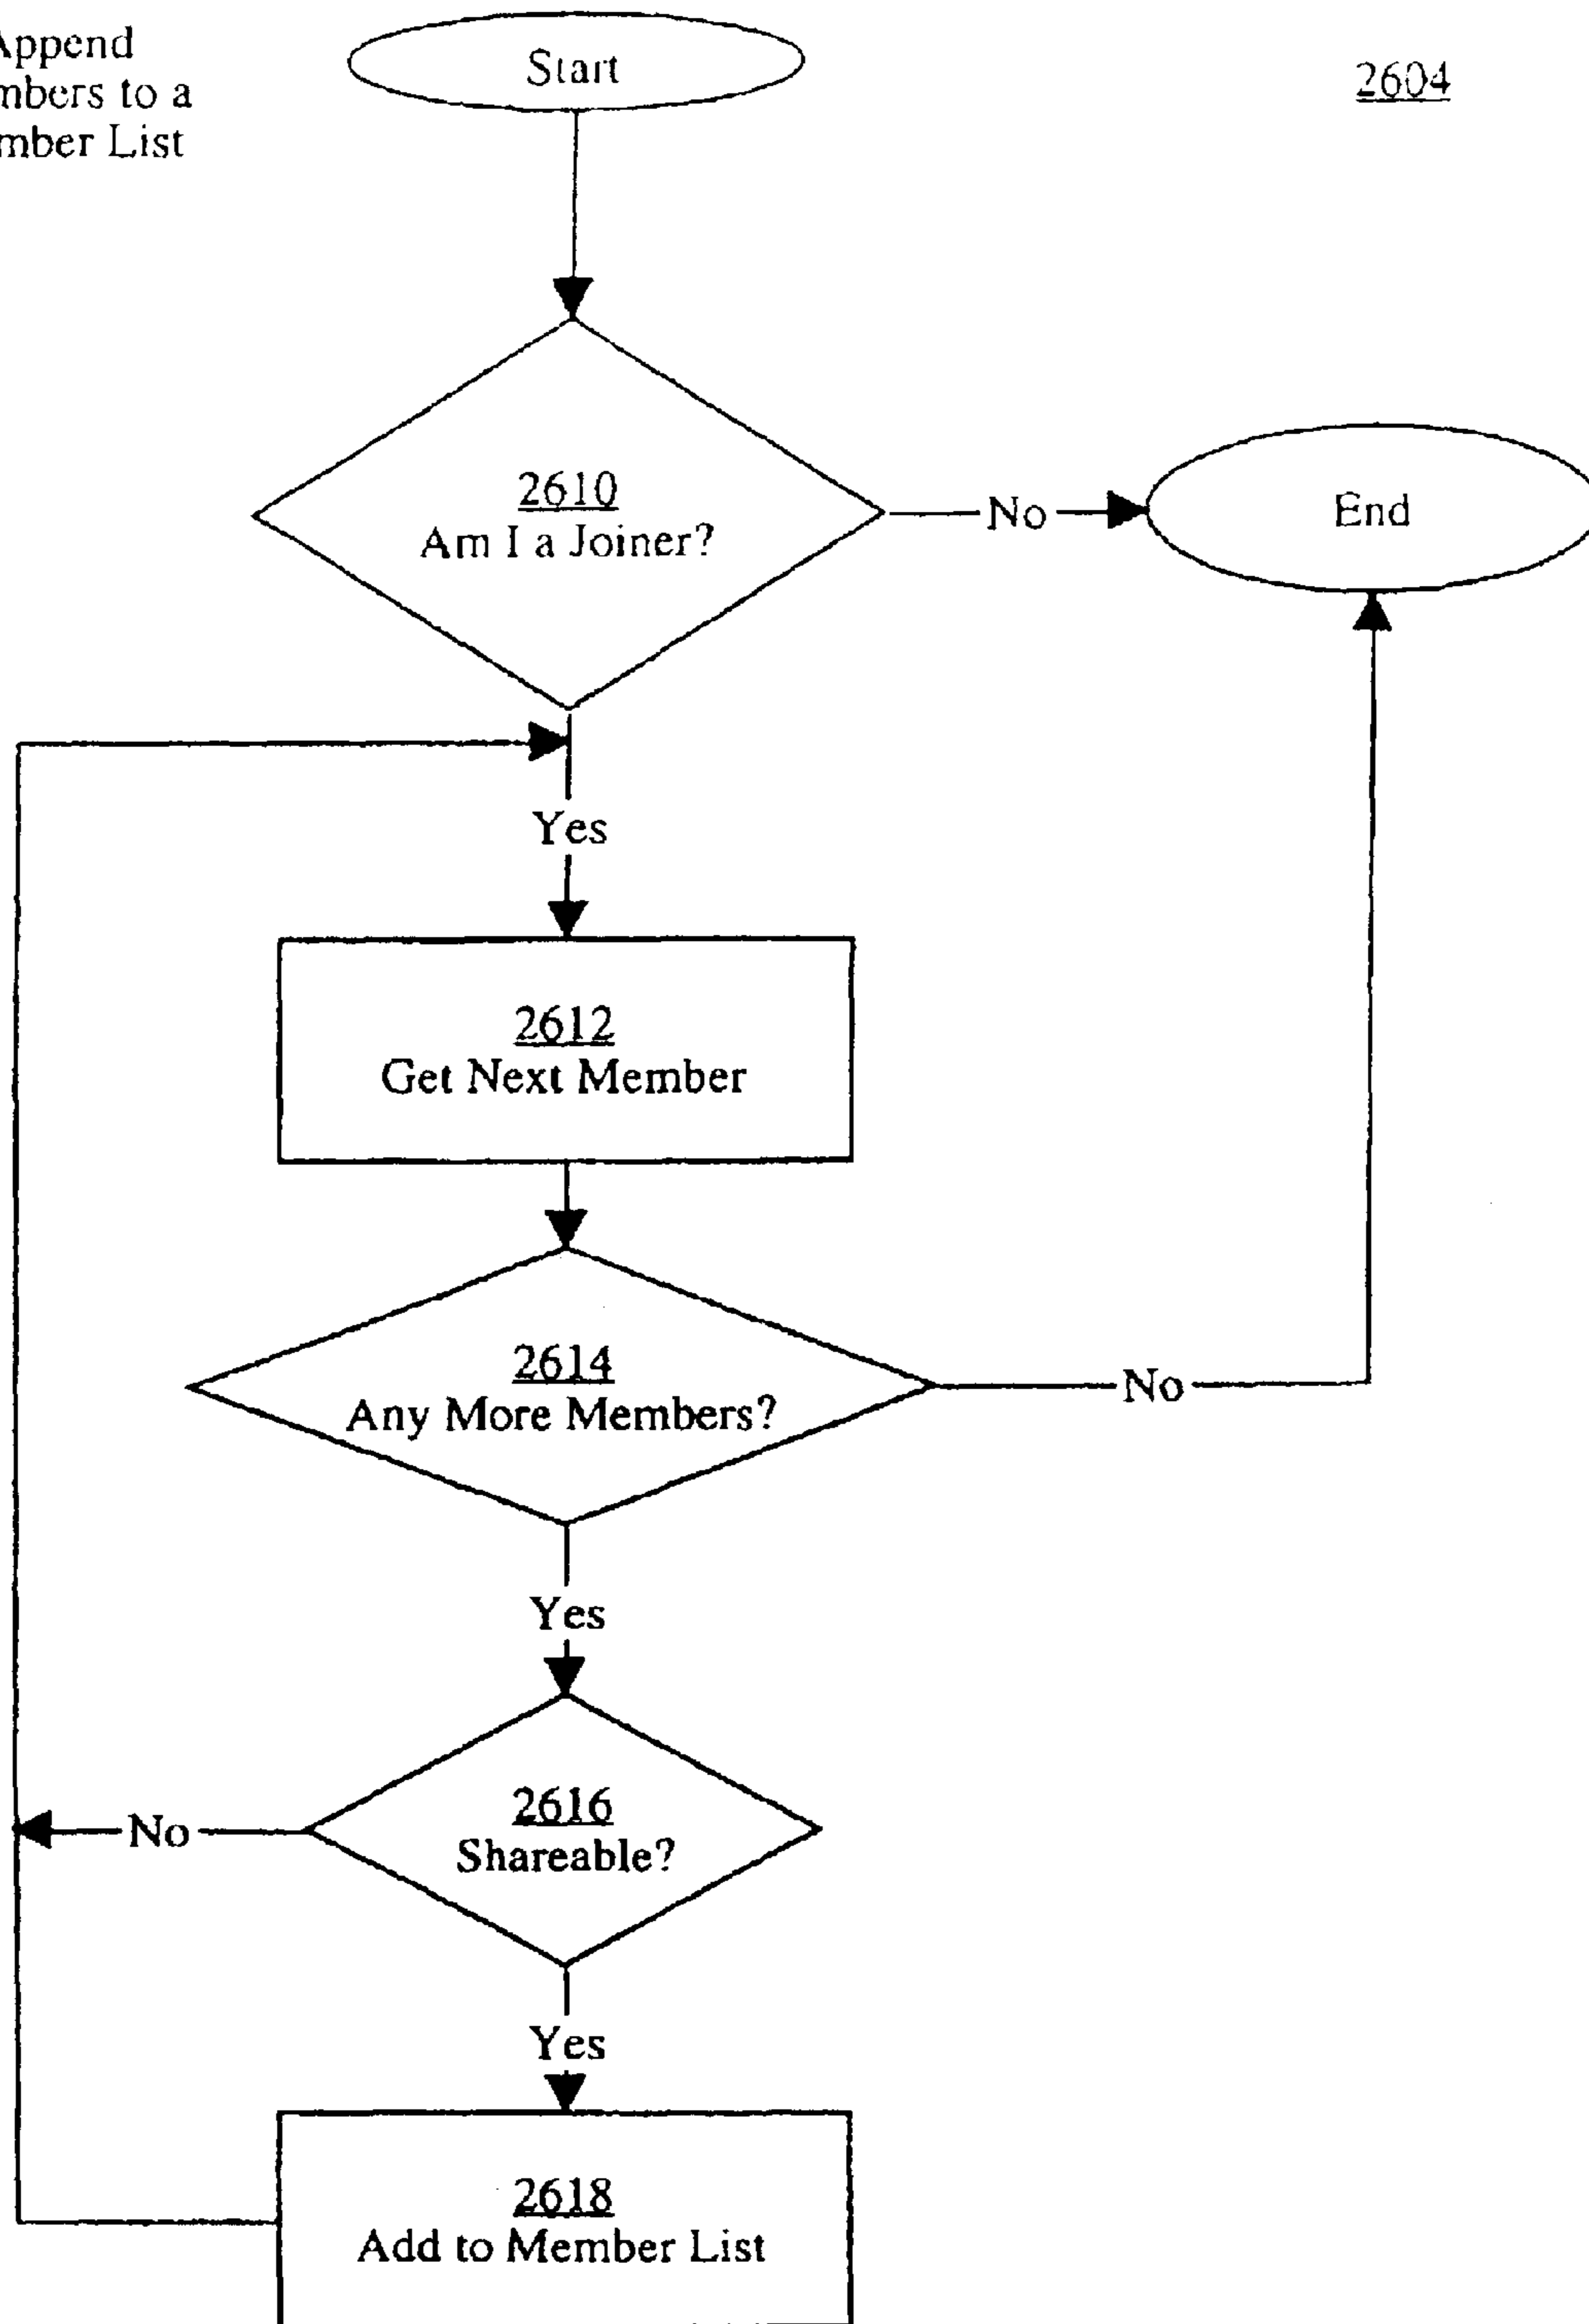 Append
mbers to a
mber List
Start
2604
2610
Am I a Joiner?
No
End
Yes
2612
Get Next Member
2614
Any More Members?
No
Yes
2616
Shareable?
No
Yes
2618
Add to Member List